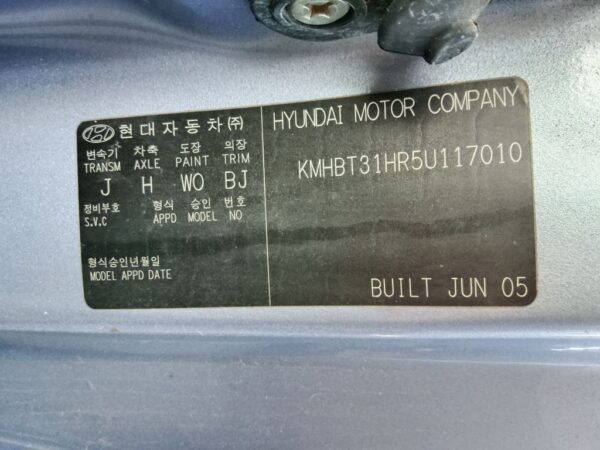 현대자동차(주)
변속기 차축 도장 의장
TRANSM AXLE PAINT TRIM
J H WO BJ
정비부호 형식 승인 번호
S.V.C APPD MODEL NO
형식승인년월일
MODEL APPD DATE
HYUNDAI MOTOR COMPANY
KMHBT31HR5U117010
BUILT JUN 05